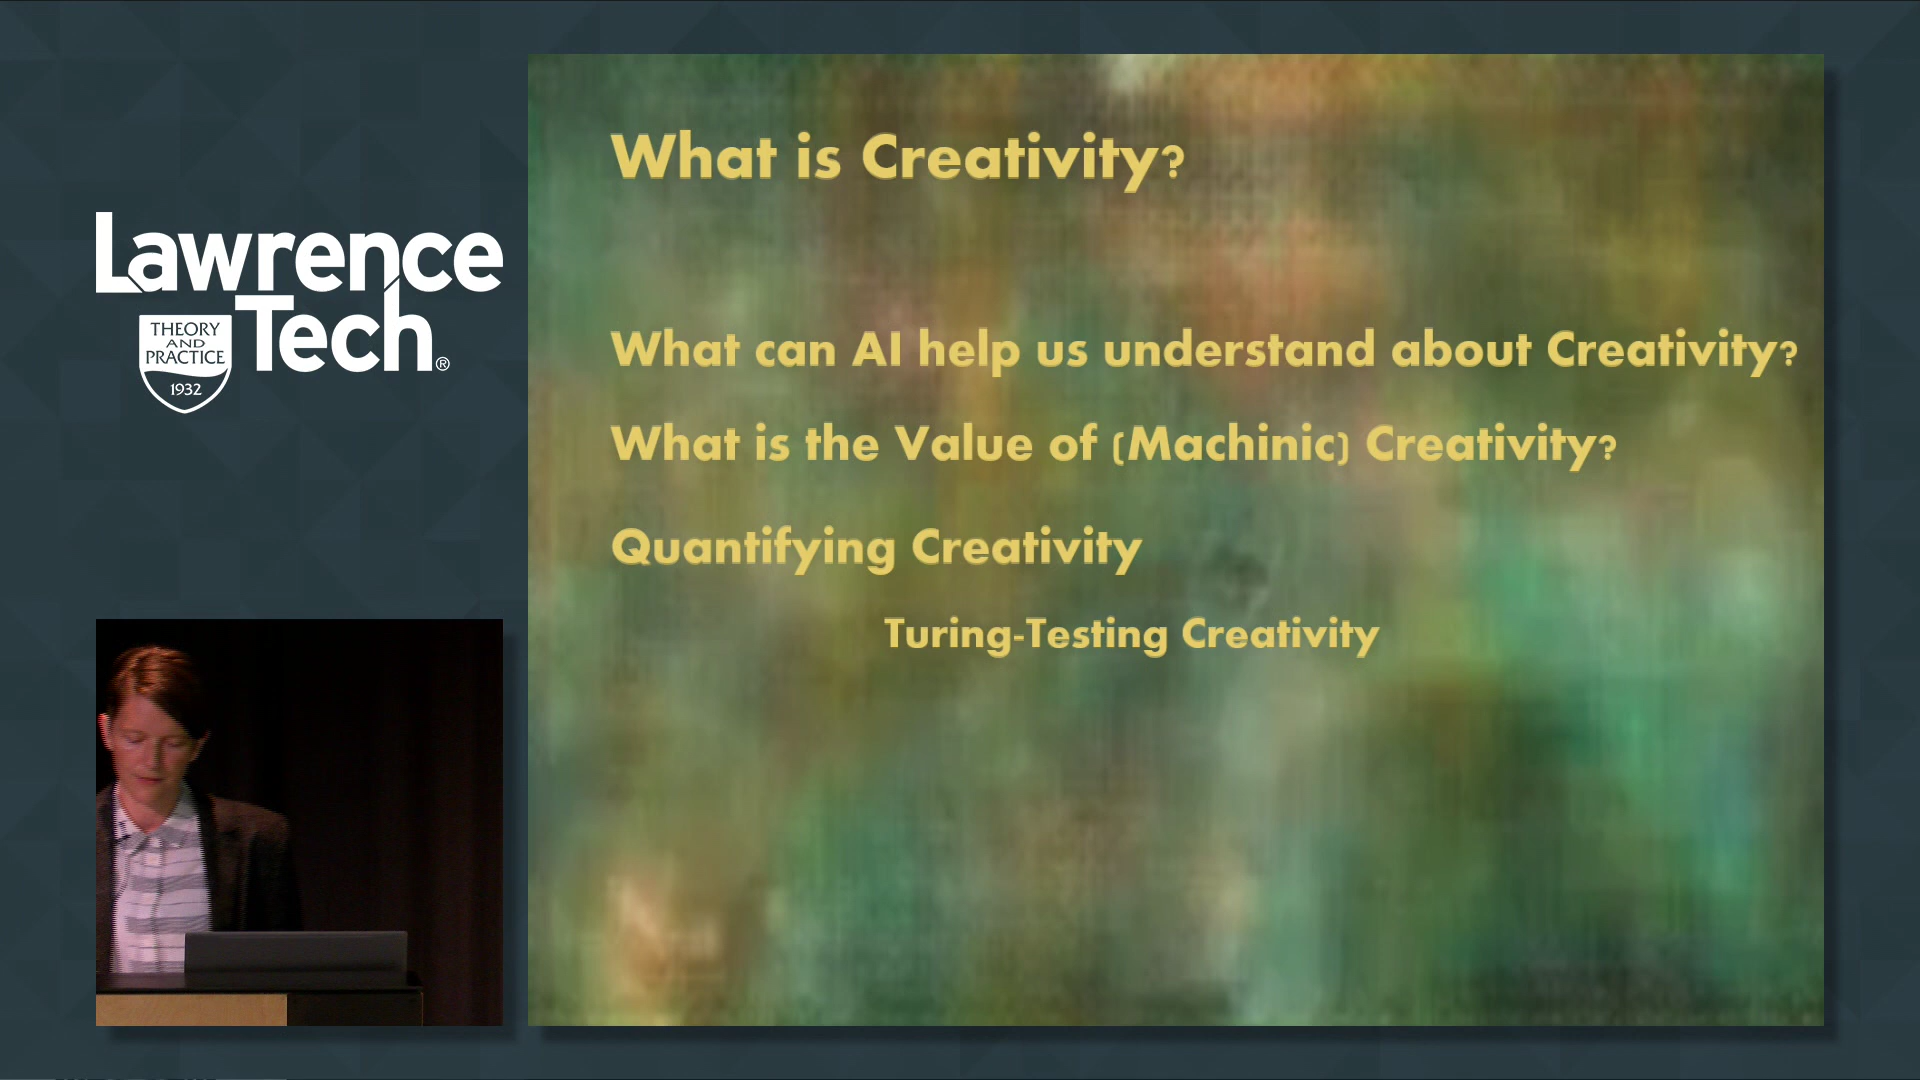 Lawrence
Tech®
THEORY
AND
PRACTICE
1932
What is Creativity?
What can AI help us understand about Creativity?
What is the Value of (Machinic) Creativity?
Quantifying Creativity
Turing-Testing Creativity